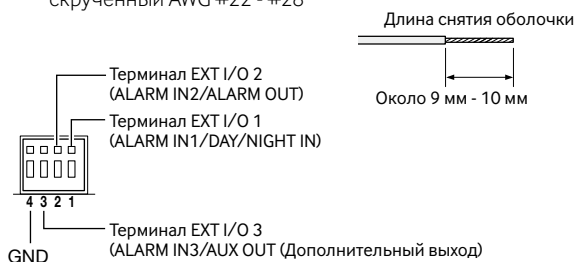 скрученный AWG #22 - #28
Длина снятия оболочки
Около 9 мм - 10 мм
Терминал EXT I/O 2
(ALARM IN2/ALARM OUT)
Терминал EXT I/O 1
(ALARM IN1/DAY/NIGHT IN)
4 3 2 1
Терминал EXT I/O 3
(ALARM IN3/AUX OUT (Дополнительный выход)
GND